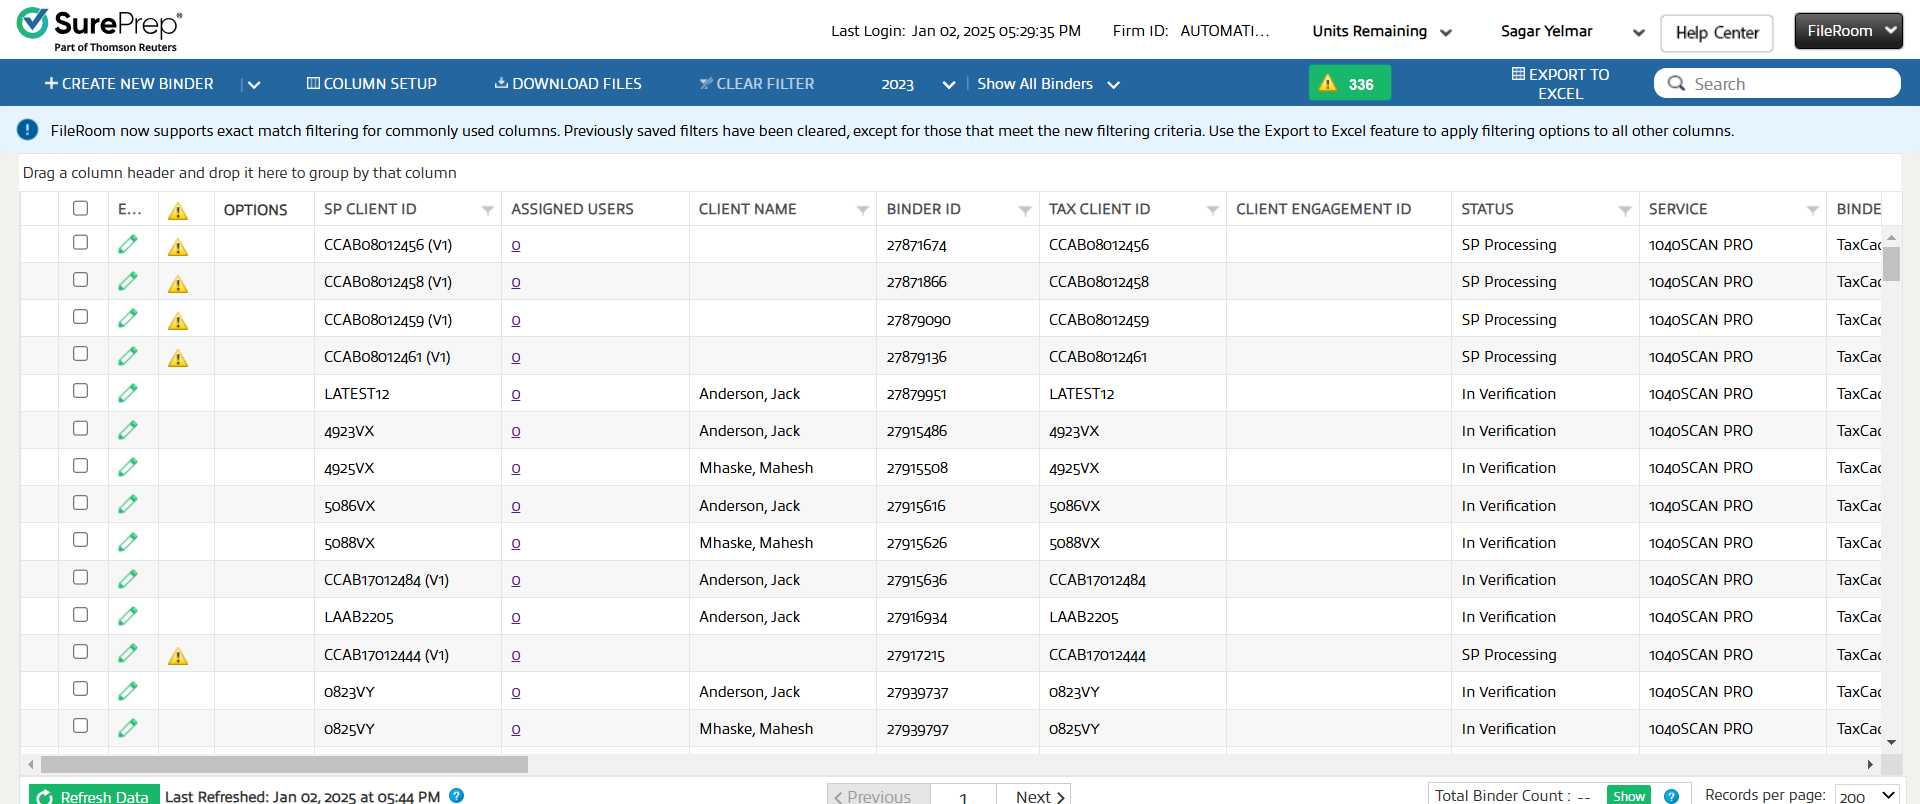 SurePrep
Part of Thomson Reuters
Last Login: Jan 02, 2025 05:29:35 PM Firm ID: AUTOMATI... Units Remaining Sagar Yelmar Help Center FileRoom
CREATE NEW BINDER COLUMN SETUP DOWNLOAD FILES CLEAR FILTER 2023 Show All Binders 336 EXPORT TO EXCEL Search
FileRoom now supports exact match filtering for commonly used columns. Previously saved filters have been cleared, except for those that meet the new filtering criteria. Use the Export to Excel feature to apply filtering options to all other columns.
Drag a column header and drop it here to group by that column
E... OPTIONS SP CLIENT ID ASSIGNED USERS CLIENT NAME BINDER ID TAX CLIENT ID CLIENT ENGAGEMENT ID STATUS SERVICE BINDE
CCAB08012456 (V1) 0 27871674 CCAB08012456 SP Processing 1040SCAN PRO TaxCac
CCAB08012458 (V1) 0 27871866 CCAB08012458 SP Processing 1040SCAN PRO TaxCac
CCAB08012459 (V1) 0 27879090 CCAB08012459 SP Processing 1040SCAN PRO TaxCac
CCAB08012461 (V1) 0 27879136 CCAB08012461 SP Processing 1040SCAN PRO TaxCac
LATEST12 0 Anderson, Jack 27879951 LATEST12 In Verification 1040SCAN PRO TaxCac
4923VX 0 Anderson, Jack 27915486 4923VX In Verification 1040SCAN PRO TaxCac
4925VX 0 Mhaske, Mahesh 27915508 4925VX In Verification 1040SCAN PRO TaxCac
5086VX 0 Anderson, Jack 27915616 5086VX In Verification 1040SCAN PRO TaxCac
5088VX 0 Mhaske, Mahesh 27915626 5088VX In Verification 1040SCAN PRO TaxCac
CCAB17012484 (V1) 0 Anderson, Jack 27915636 CCAB17012484 In Verification 1040SCAN PRO TaxCac
LAAB2205 0 Anderson, Jack 27916934 LAAB2205 In Verification 1040SCAN PRO TaxCac
CCAB17012444 (V1) 0 27917215 CCAB17012444 SP Processing 1040SCAN PRO TaxCac
0823VY 0 Anderson, Jack 27939737 0823VY In Verification 1040SCAN PRO TaxCac
0825VY 0 Mhaske, Mahesh 27939797 0825VY In Verification 1040SCAN PRO TaxCac
Refresh Data Last Refreshed: Jan 02, 2025 at 05:44 PM Previous 1 Next Total Binder Count : -- Show Records per page: 200